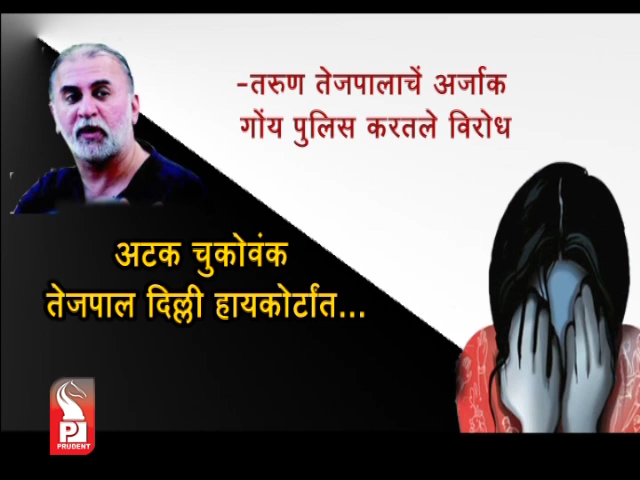 -तरुण तेजपालाचें अर्जाक
गोंय पुलिस करतले विरोध
अटक चुकोवंक
तेजपाल दिल्ली हायकोर्टांत...
P
PRUDENT